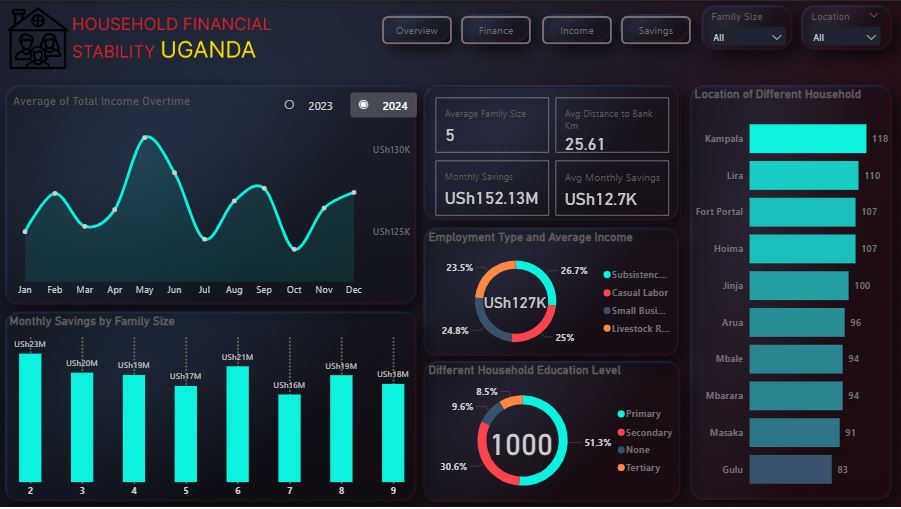 HOUSEHOLD FINANCIAL
STABILITY UGANDA
Overview
Finance
Income
Savings
Family Size
All
Location
All
Average of Total Income Overtime
2023
2024
USh130K
USh125K
Jan Feb Mar Apr May Jun Jul Aug Sep Oct Nov Dec
Average Family Size
5
Avg Distance to Bank
Km
25.61
Monthly Savings
USh152.13M
Avg Monthly Savings
USh12.7K
Employment Type and Average Income
23.5%
26.7%
USh127K
24.8%
25%
Subsistenc...
Casual Labor
Small Busi...
Livestock R...
Monthly Savings by Family Size
USh23M
USh20M
USh19M
USh17M
USh21M
USh16M
USh19M
USh18M
2 3 4 5 6 7 8 9
Different Household Education Level
8.5%
9.6%
1000
51.3%
30.6%
Primary
Secondary
None
Tertiary
Location of Different Household
Kampala 118
Lira 110
Fort Portal 107
Hoima 107
Jinja 100
Arua 96
Mbale 94
Mbarara 94
Masaka 91
Gulu 83